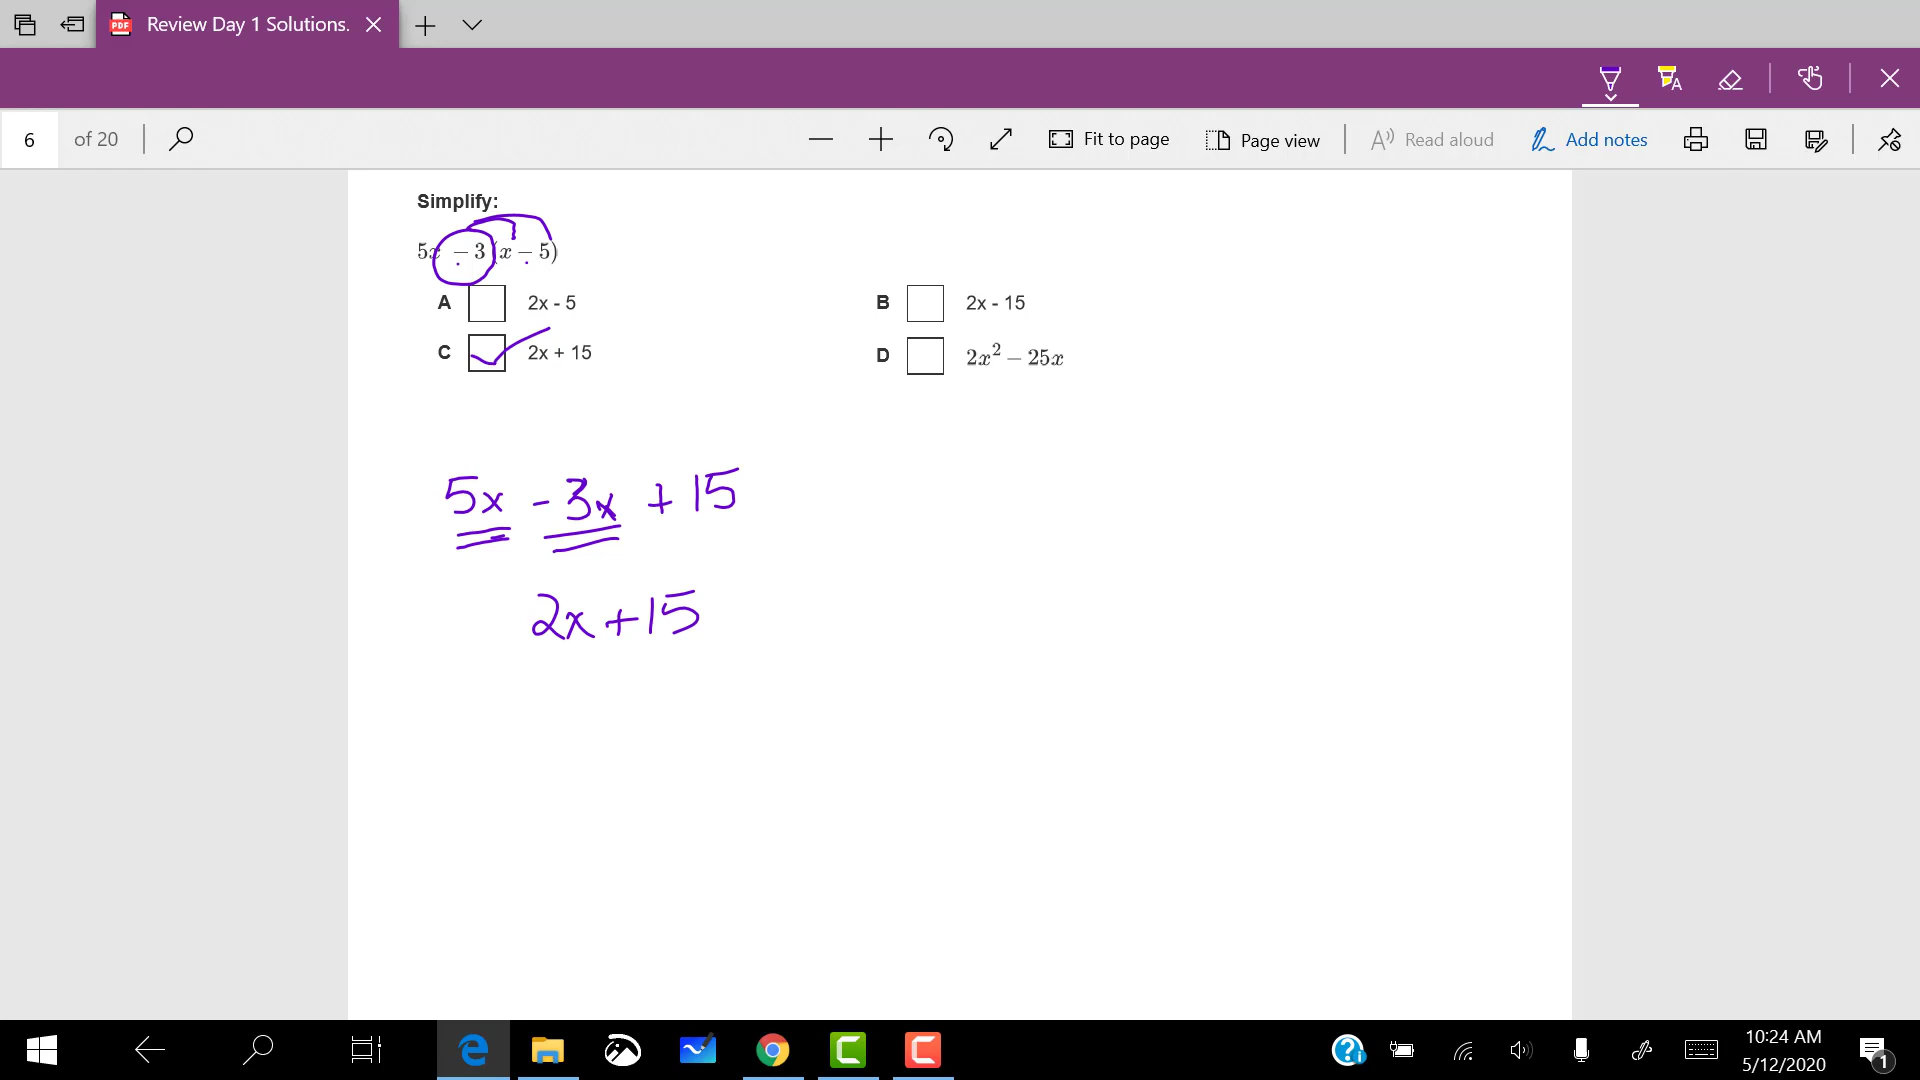 Review Day 1 Solutions.
6 of 20
Fit to page
Page view
Read aloud
Add notes
Simplify:
5x - 3(x - 5)
A 2x - 5
B 2x - 15
C 2x + 15
D 2x² - 25x
5x - 3x + 15
2x + 15
10:24 AM
5/12/2020
1